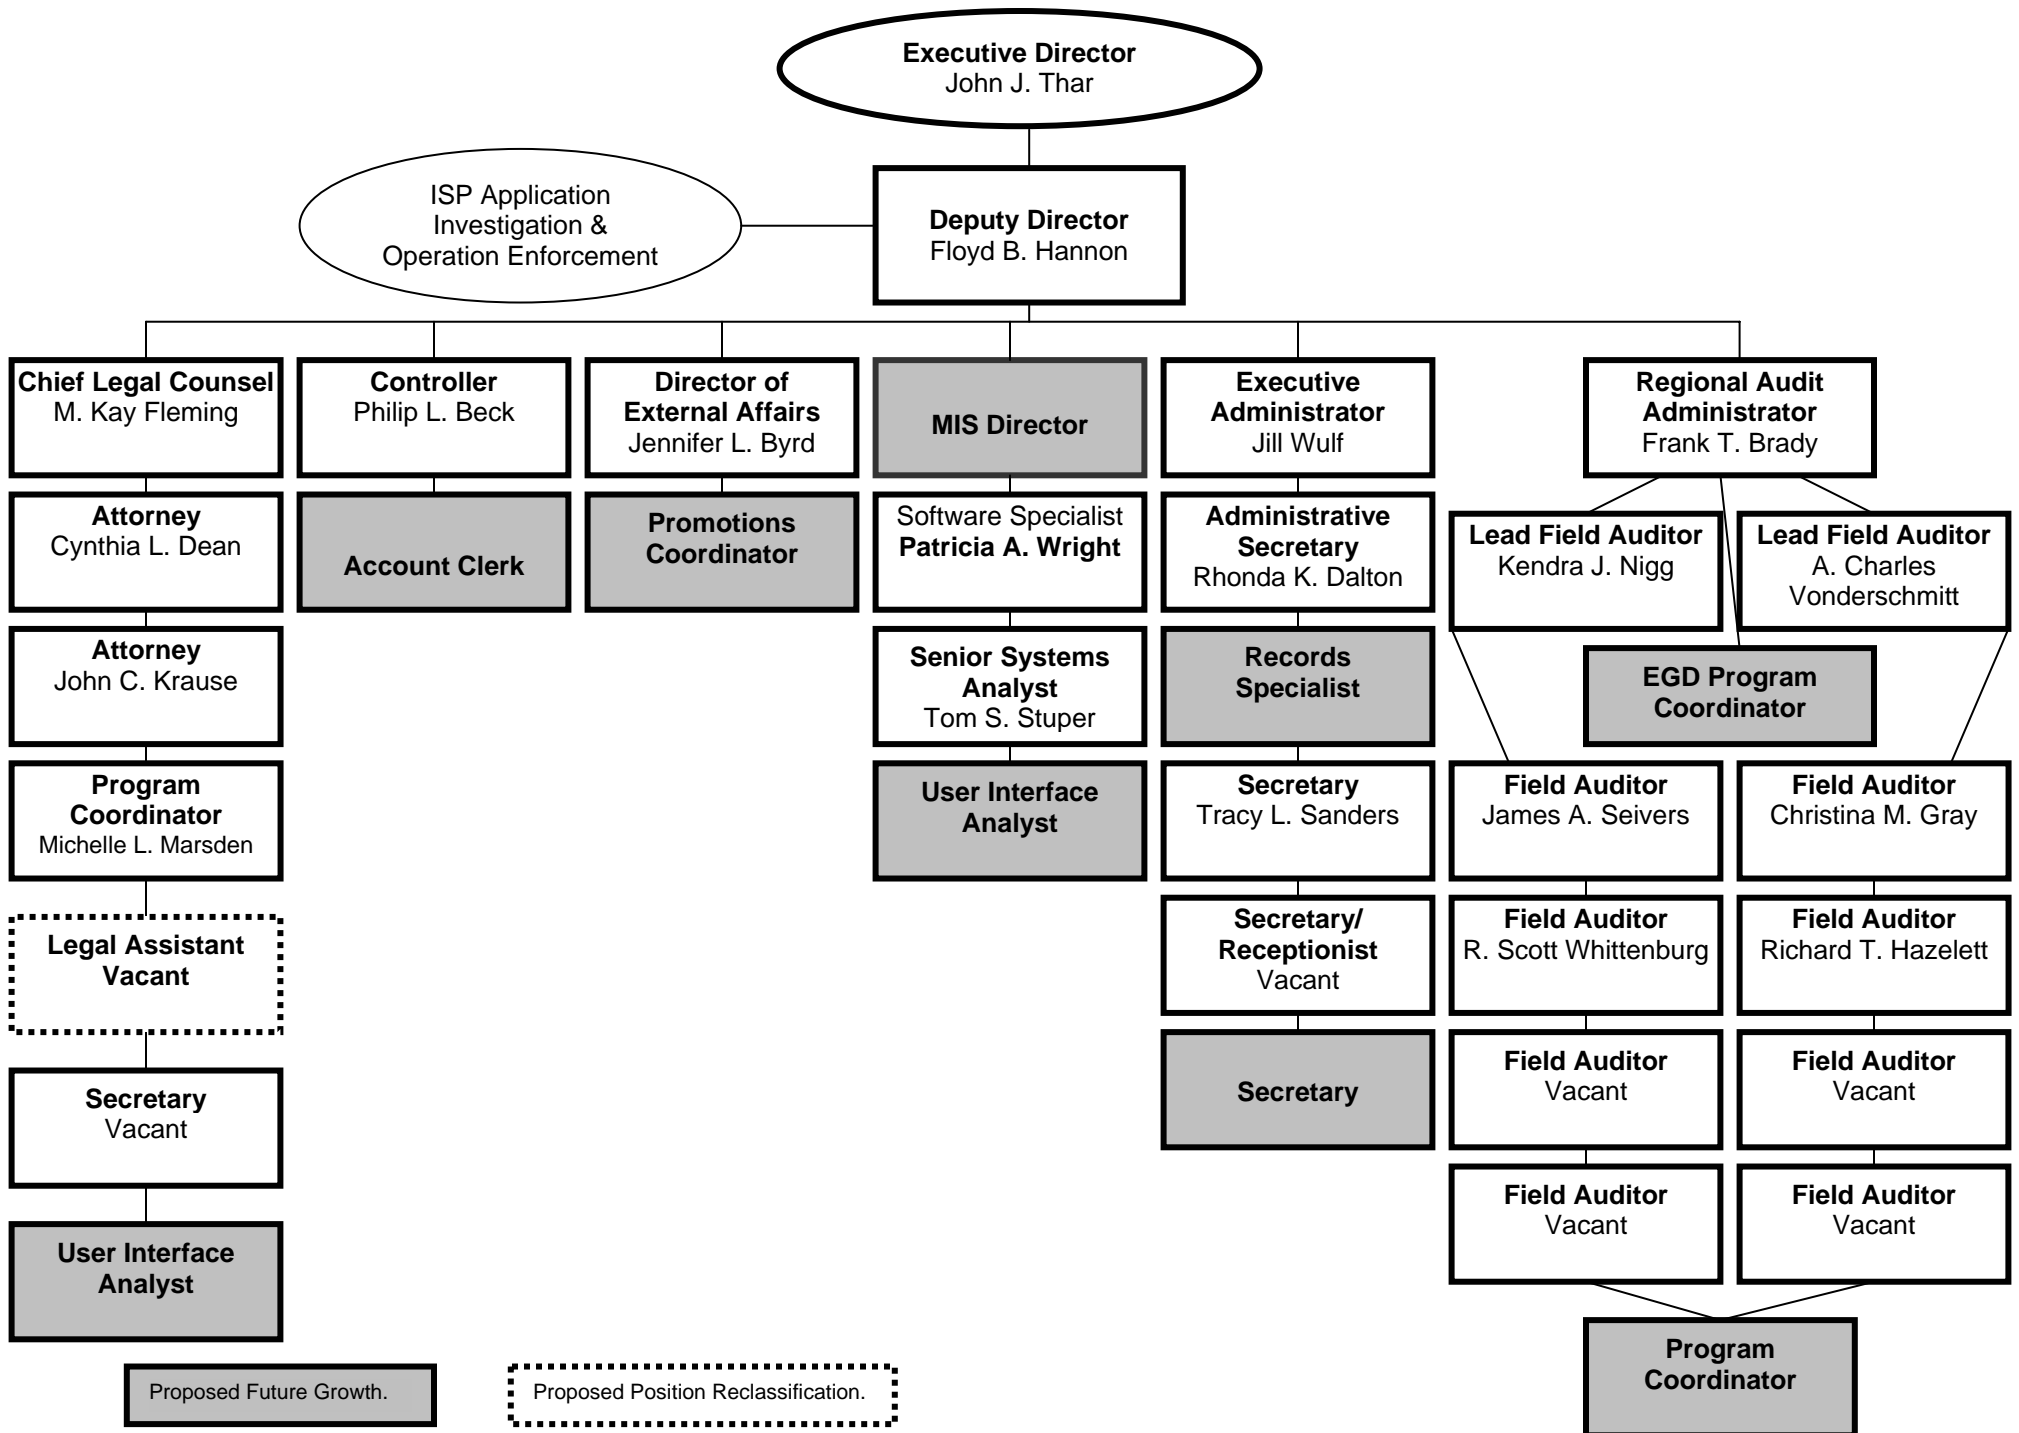 Executive Director
John J. Thar
ISP Application
Investigation &
Operation Enforcement
Deputy Director
Floyd B. Hannon
Chief Legal Counsel
M. Kay Fleming
Controller
Philip L. Beck
Director of
External Affairs
Jennifer L. Byrd
MIS Director
Executive
Administrator
Jill Wulf
Regional Audit
Administrator
Frank T. Brady
Attorney
Cynthia L. Dean
Account Clerk
Promotions
Coordinator
Software Specialist
Patricia A. Wright
Administrative
Secretary
Rhonda K. Dalton
Lead Field Auditor
Kendra J. Nigg
Lead Field Auditor
A. Charles
Vonderschmitt
Attorney
John C. Krause
Senior Systems
Analyst
Tom S. Stuper
Records
Specialist
EGD Program
Coordinator
Program
Coordinator
Michelle L. Marsden
User Interface
Analyst
Secretary
Tracy L. Sanders
Field Auditor
James A. Seivers
Field Auditor
Christina M. Gray
Legal Assistant
Vacant
Secretary/
Receptionist
Vacant
Field Auditor
R. Scott Whittenburg
Field Auditor
Richard T. Hazelett
Secretary
Vacant
Secretary
Field Auditor
Vacant
Field Auditor
Vacant
User Interface
Analyst
Field Auditor
Vacant
Field Auditor
Vacant
Program
Coordinator
Proposed Future Growth.
Proposed Position Reclassification.